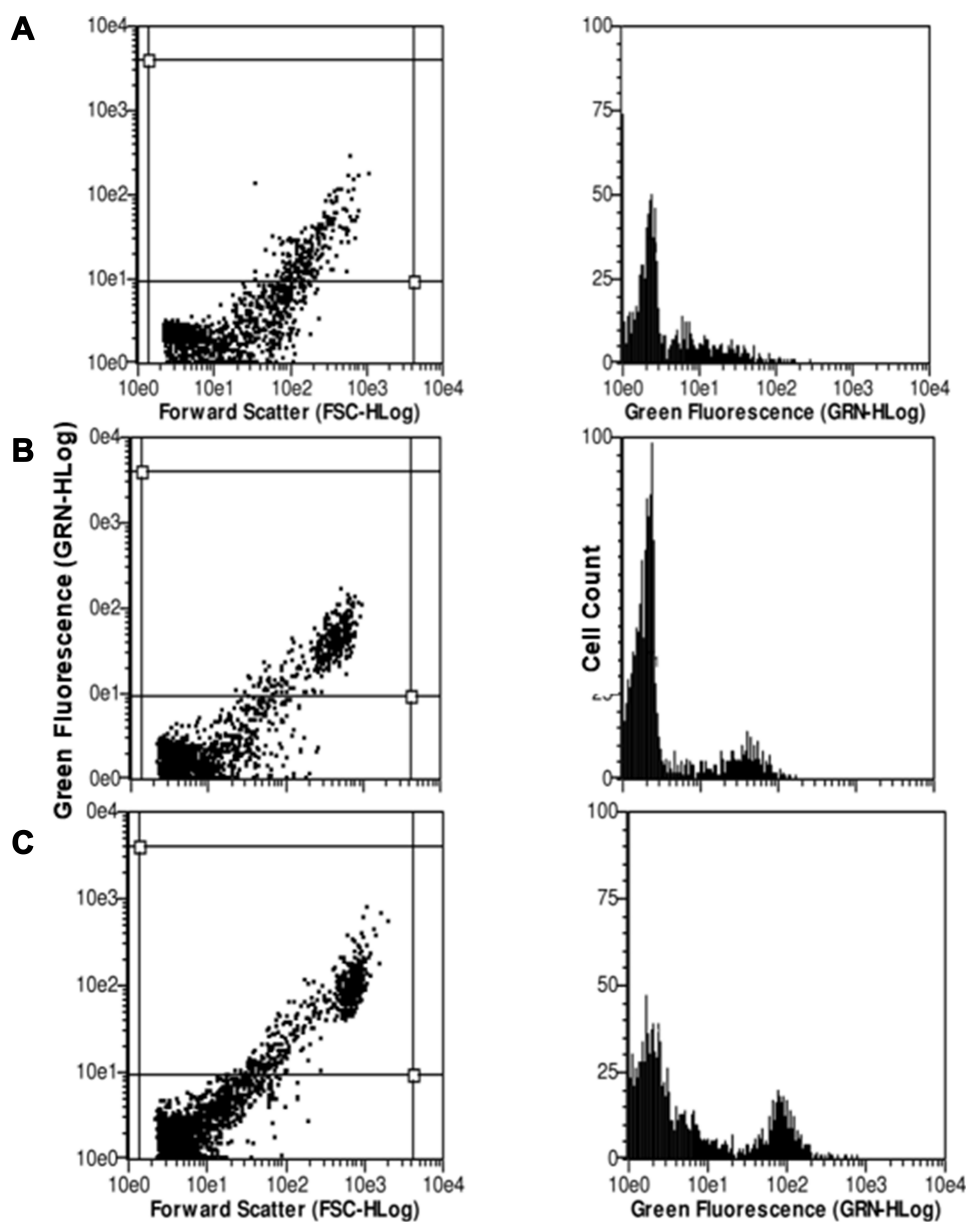 A
10e4
10e3
10e2
10e1
10e0
10e0 10e1 10e2 10e3 10e4
Forward Scatter (FSC-HLog)
100
75
50
25
0
10e0 10e1 10e2 10e3 10e4
Green Fluorescence (GRN-HLog)
B
Green Fluorescence (GRN-HLog)
0e4
0e3
0e2
0e1
0e0
Cell Count
100
0
C
0e4
10e3
10e2
10e1
10e0
10e0 10e1 10e2 10e3 10e4
Forward Scatter (FSC-HLog)
100
75
50
25
0
10e0 10e1 10e2 10e3 10e4
Green Fluorescence (GRN-HLog)